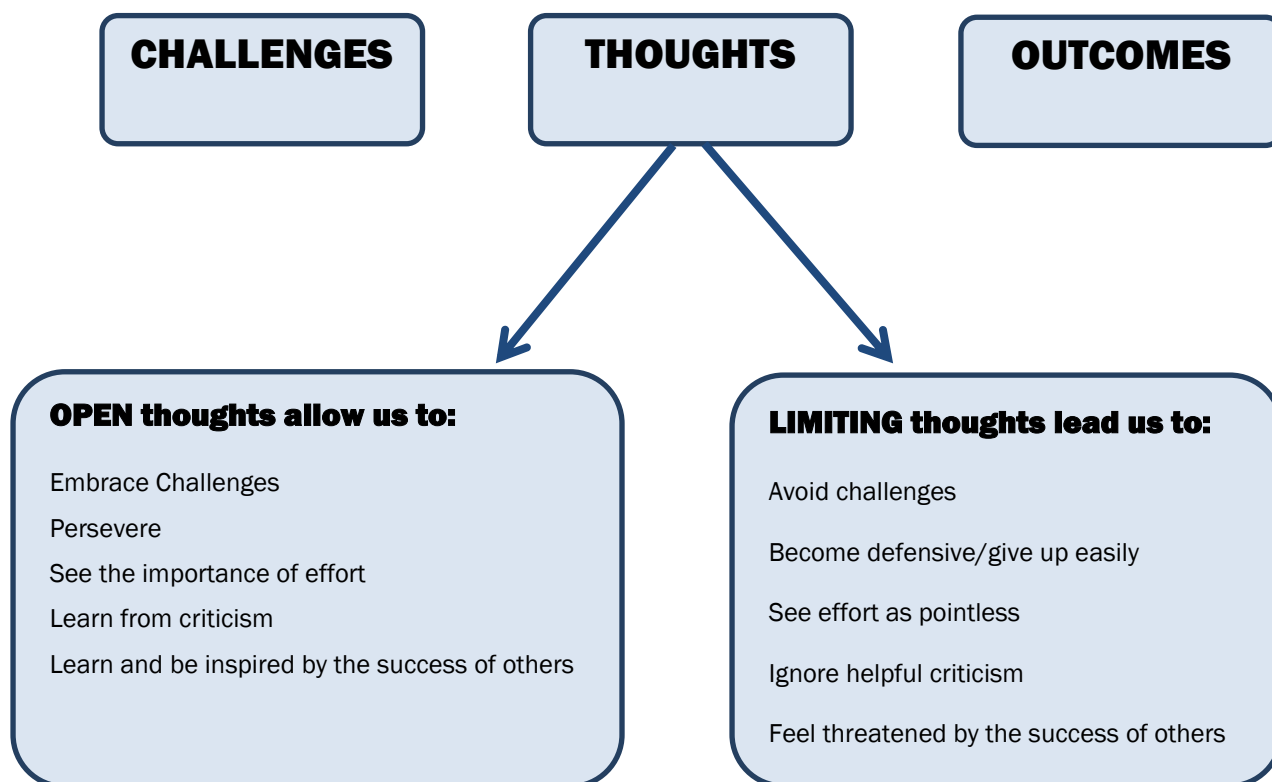 CHALLENGES
THOUGHTS
OUTCOMES
OPEN thoughts allow us to:
Embrace Challenges
Persevere
See the importance of effort
Learn from criticism
Learn and be inspired by the success of others
LIMITING thoughts lead us to:
Avoid challenges
Become defensive/give up easily
See effort as pointless
Ignore helpful criticism
Feel threatened by the success of others